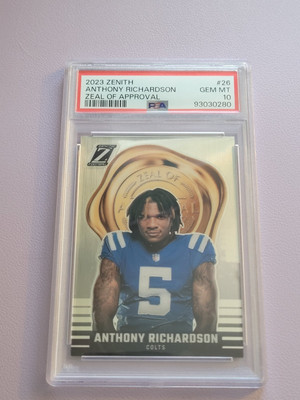 2023 ZENITH #26
ANTHONY RICHARDSON GEM MT
ZEAL OF APPROVAL 10
PSA 93030280
Z
ZEAL OF
5
ANTHONY RICHARDSON
COLTS